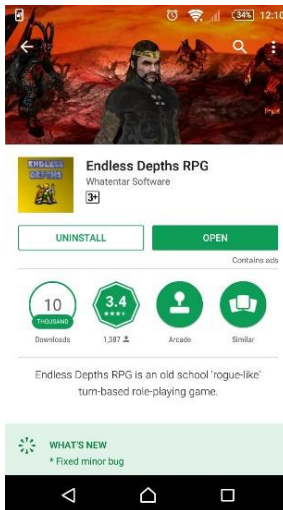 34% 12:10
ENDLESS
DEPTHS
Endless Depths RPG
Whatentar Software
3+
UNINSTALL
OPEN
Contains ads
10
THOUSAND
3.4
Downloads
1,387
Arcade
Similar
Endless Depths RPG is an old school 'rogue-like'
turn-based role-playing game.
WHAT'S NEW
* Fixed minor bug